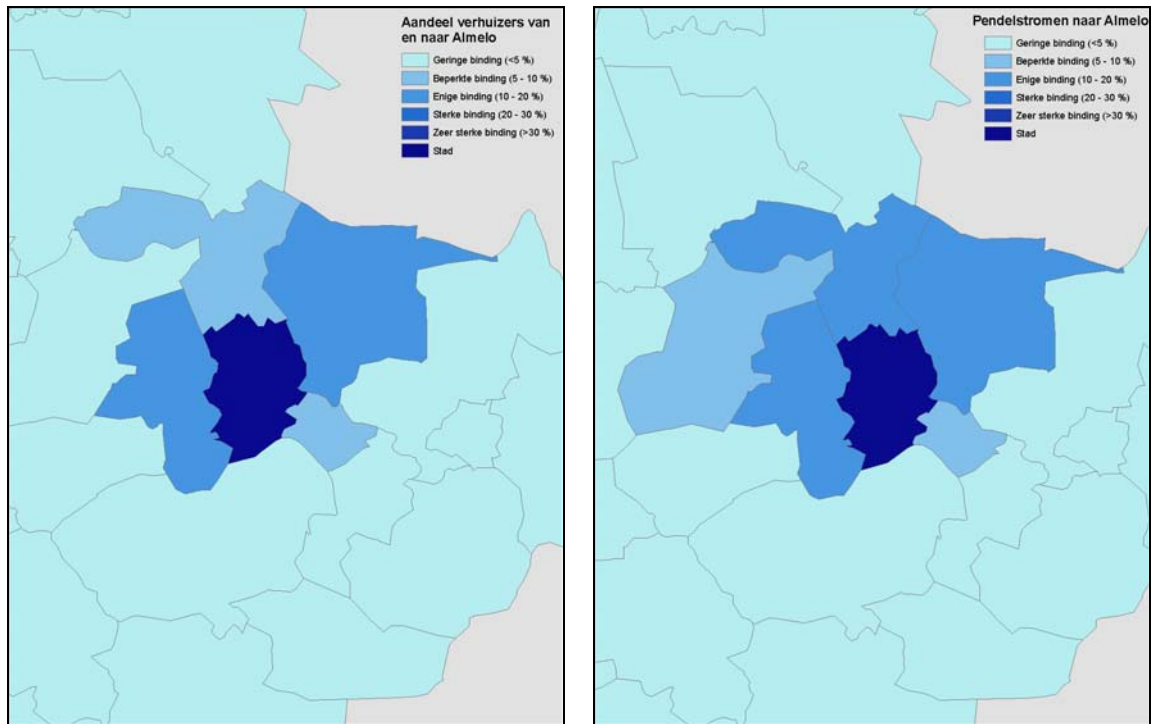 Aandeel verhuizers van
en naar Almelo
Geringe binding (<5 %)
Beperkte binding (5 - 10 %)
Enige binding (10 - 20 %)
Sterke binding (20 - 30 %)
Zeer sterke binding (>30 %)
Stad
Pendelstromen naar Almelo
Geringe binding (<5 %)
Beperkte binding (5 - 10 %)
Enige binding (10 - 20 %)
Sterke binding (20 - 30 %)
Zeer sterke binding (>30 %)
Stad